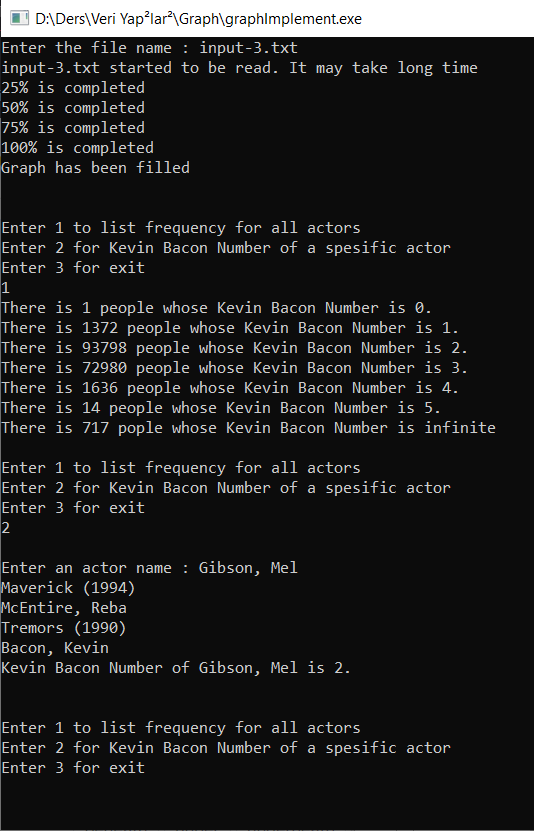 D:\Ders\Veri Yap²lar²\Graph\graphImplement.exe
Enter the file name : input-3.txt
input-3.txt started to be read. It may take long time
25% is completed
50% is completed
75% is completed
100% is completed
Graph has been filled
Enter 1 to list frequency for all actors
Enter 2 for Kevin Bacon Number of a spesific actor
Enter 3 for exit
1
There is 1 people whose Kevin Bacon Number is 0.
There is 1372 people whose Kevin Bacon Number is 1.
There is 93798 people whose Kevin Bacon Number is 2.
There is 72980 people whose Kevin Bacon Number is 3.
There is 1636 people whose Kevin Bacon Number is 4.
There is 14 people whose Kevin Bacon Number is 5.
There is 717 pople whose Kevin Bacon Number is infinite
Enter 1 to list frequency for all actors
Enter 2 for Kevin Bacon Number of a spesific actor
Enter 3 for exit
2
Enter an actor name : Gibson, Mel
Maverick (1994)
McEntire, Reba
Tremors (1990)
Bacon, Kevin
Kevin Bacon Number of Gibson, Mel is 2.
Enter 1 to list frequency for all actors
Enter 2 for Kevin Bacon Number of a spesific actor
Enter 3 for exit